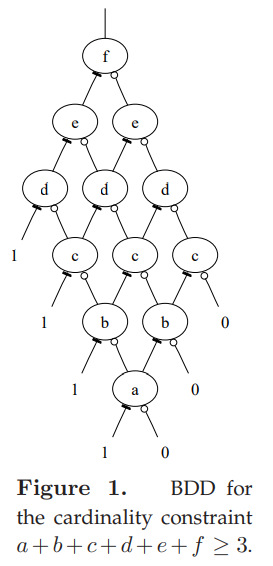 f
e e
d d d
1 c c c
1 b b 0
1 a 0
1 0
Figure 1. BDD for
the cardinality constraint
a+b+c+d+e+f ≥ 3.